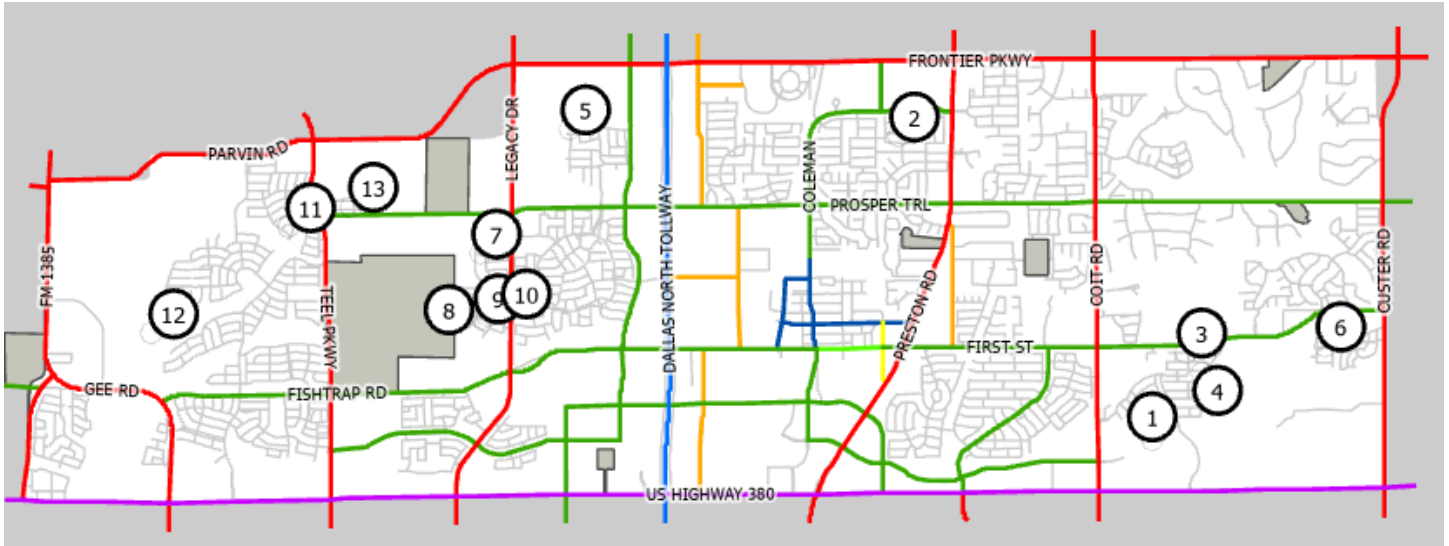 FRONTIER PKWY
5
2
LEGACY DR
PARVIN RD
COLEMAN
13
11
PROSPER TRL
7
DALLAS NORTH TOLLWAY
FM 1385
COIT RD
CUSTER RD
TEEL PKWY
PRESTON RD
8
9
10
12
3
6
FIRST ST
GEE RD
FISHTRAP RD
4
1
US HIGHWAY 380